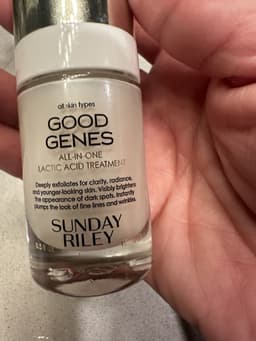 all skin types
GOOD
GENES
ALL-IN-ONE
LACTIC ACID TREATMENT
Deeply exfoliates for clarity, radiance,
and younger-looking skin. Visibly brightens
the appearance of dark spots. Instantly
plumps the look of fine lines and wrinkles.
SUNDAY
RILEY